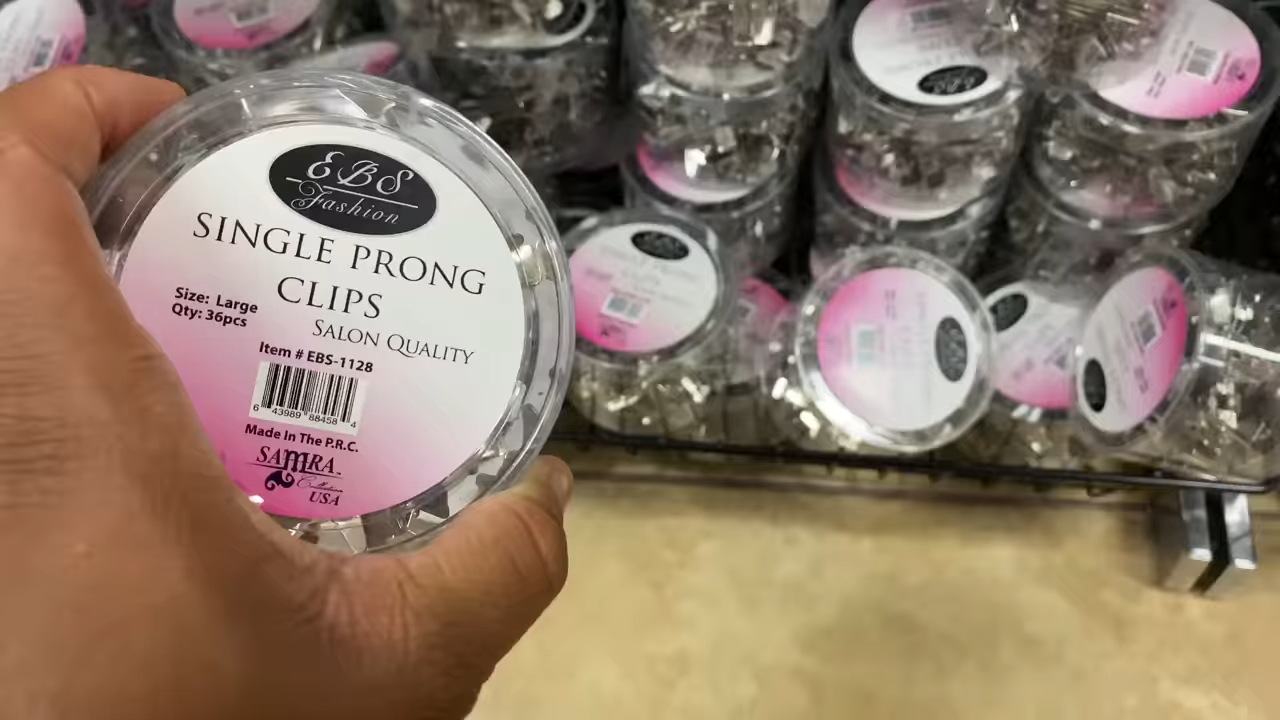 EBS
Fashion
SINGLE PRONG
CLIPS
Size: Large
Qty: 36pcs
SALON QUALITY
Item # EBS-1128
6 43989 88458 4
Made In The P.R.C.
SAMRA
Collection
USA